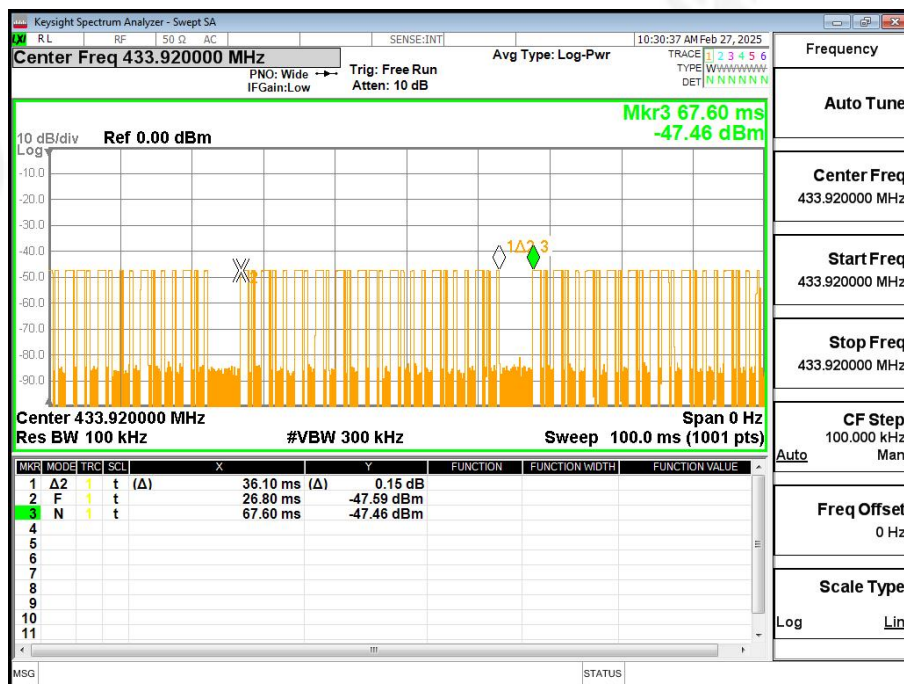 Keysight Spectrum Analyzer - Swept SA
LXI RL RF 50 Ω AC SENSE:INT 10:30:37 AM Feb 27, 2025
Center Freq 433.920000 MHz
PNO: Wide
IFGain:Low
Trig: Free Run
Atten: 10 dB
Avg Type: Log-Pwr
TRACE 1 2 3 4 5 6
TYPE WWWWWW
DET N N N N N N
Mkr3 67.60 ms
-47.46 dBm
10 dB/div Ref 0.00 dBm
Log
-10.0
-20.0
-30.0
1Δ2 3
-40.0
-50.0
2
-60.0
-70.0
-80.0
-90.0
Center 433.920000 MHz Span 0 Hz
Res BW 100 kHz #VBW 300 kHz Sweep 100.0 ms (1001 pts)
MKR MODE TRC SCL X Y FUNCTION FUNCTION WIDTH FUNCTION VALUE
1 Δ2 1 t (Δ) 36.10 ms (Δ) 0.15 dB
2 F 1 t 26.80 ms -47.59 dBm
3 N 1 t 67.60 ms -47.46 dBm
4
5
6
7
8
9
10
11
MSG STATUS
Frequency
Auto Tune
Center Freq
433.920000 MHz
Start Freq
433.920000 MHz
Stop Freq
433.920000 MHz
CF Step
100.000 kHz
Auto Man
Freq Offset
0 Hz
Scale Type
Log Lin